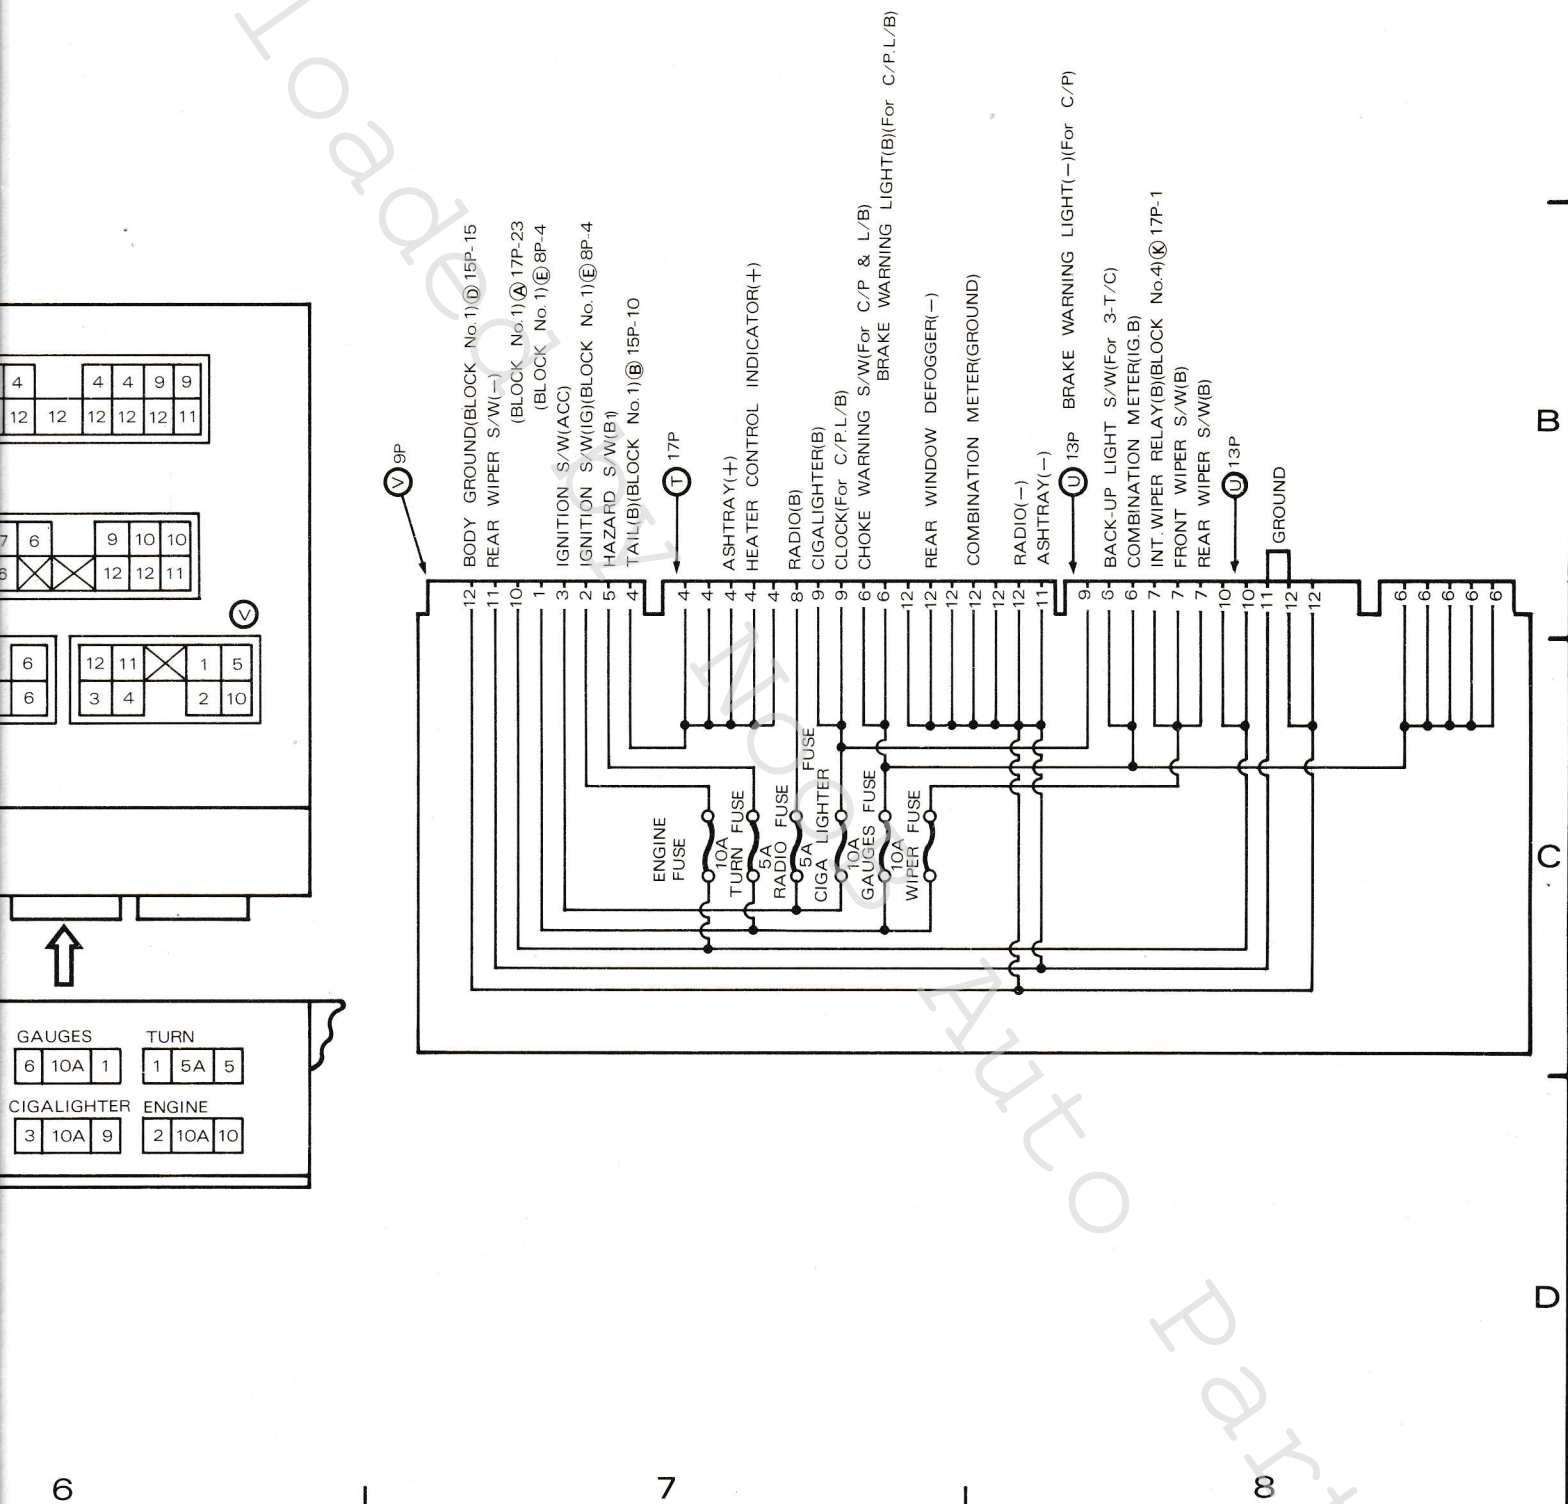 BODY GROUND(BLOCK No.1)Ⓓ 15P-15
REAR WIPER S/W(−)
(BLOCK No.1)Ⓐ 17P-23
(BLOCK No.1)Ⓔ 8P-4
IGNITION S/W(ACC)
IGNITION S/W(IG)(BLOCK No.1)Ⓔ 8P-4
HAZARD S/W(B1)
TAIL(B)(BLOCK No.1)Ⓑ 15P-10
ASHTRAY(+)
HEATER CONTROL INDICATOR(+)
RADIO(B)
CIGALIGHTER(B)
CLOCK(For C/P.L/B)
CHOKE WARNING S/W(For C/P & L/B)
BRAKE WARNING LIGHT(B)(For C/P.L/B)
REAR WINDOW DEFOGGER(−)
COMBINATION METER(GROUND)
RADIO(−)
ASHTRAY(−)
BRAKE WARNING LIGHT(−)(For C/P)
BACK-UP LIGHT S/W(For 3-T/C)
COMBINATION METER(IG.B)
INT.WIPER RELAY(B)(BLOCK No.4)Ⓚ 17P-1
FRONT WIPER S/W(B)
REAR WIPER S/W(B)
GROUND
Ⓥ 9P
Ⓣ 17P
Ⓤ 13P
Ⓤ 13P
12 11 10 1 3 2 5 4
4 4 4 4 4 8 9 9 6 6 12 12 12 12 12 12 11
9 6 6 7 7 7 10 10 11 12 12
6 6 6 6 6
4 4 4 9 9
12 12 12 12 12 11
7 6 9 10 10
6 12 12 11
Ⓥ
6 12 11 1 5
6 3 4 2 10
ENGINE FUSE
10A
TURN FUSE
5A
RADIO FUSE
5A
CIGA LIGHTER FUSE
10A
GAUGES FUSE
10A
WIPER FUSE
GAUGES TURN
6 10A 1 1 5A 5
CIGALIGHTER ENGINE
3 10A 9 2 10A 10
B
C
D
6 7 8
loaded by Noob Auto Part